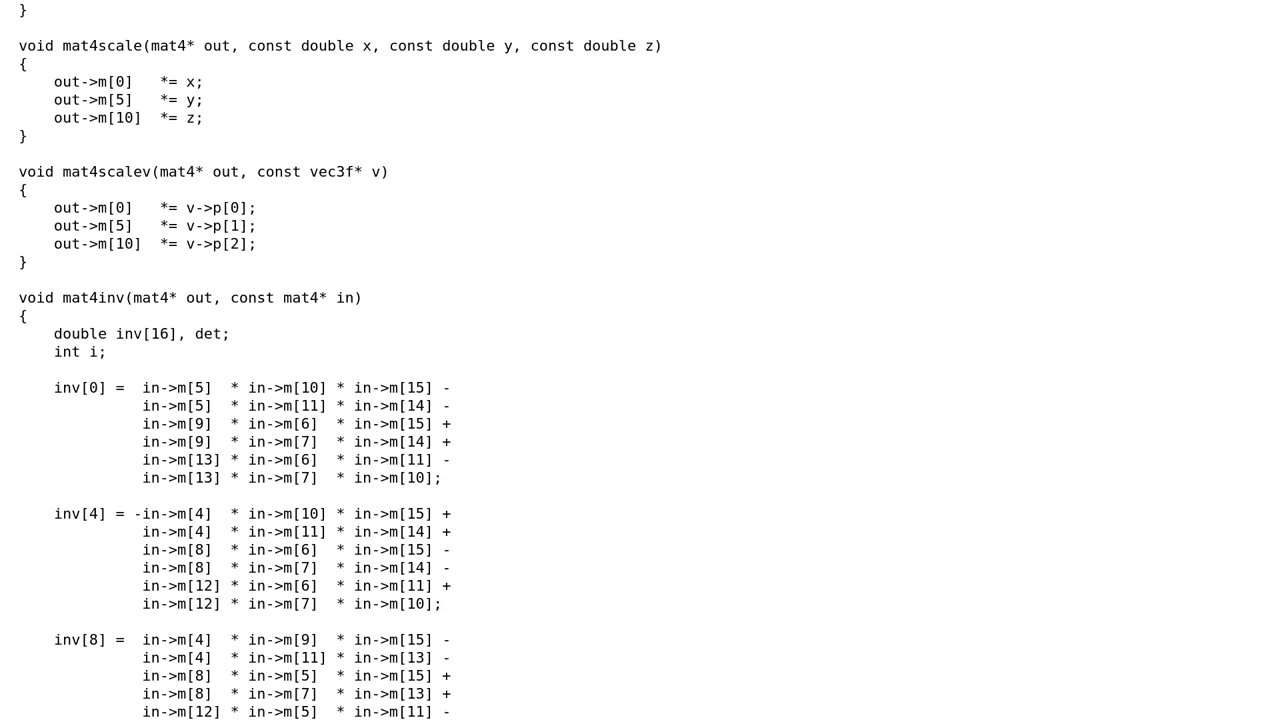 }

void mat4scale(mat4* out, const double x, const double y, const double z)
{
    out->m[0]   *= x;
    out->m[5]   *= y;
    out->m[10]  *= z;
}

void mat4scalev(mat4* out, const vec3f* v)
{
    out->m[0]   *= v->p[0];
    out->m[5]   *= v->p[1];
    out->m[10]  *= v->p[2];
}

void mat4inv(mat4* out, const mat4* in)
{
    double inv[16], det;
    int i;

    inv[0] =  in->m[5]  * in->m[10] * in->m[15] -
              in->m[5]  * in->m[11] * in->m[14] -
              in->m[9]  * in->m[6]  * in->m[15] +
              in->m[9]  * in->m[7]  * in->m[14] +
              in->m[13] * in->m[6]  * in->m[11] -
              in->m[13] * in->m[7]  * in->m[10];

    inv[4] = -in->m[4]  * in->m[10] * in->m[15] +
              in->m[4]  * in->m[11] * in->m[14] +
              in->m[8]  * in->m[6]  * in->m[15] -
              in->m[8]  * in->m[7]  * in->m[14] -
              in->m[12] * in->m[6]  * in->m[11] +
              in->m[12] * in->m[7]  * in->m[10];

    inv[8] =  in->m[4]  * in->m[9]  * in->m[15] -
              in->m[4]  * in->m[11] * in->m[13] -
              in->m[8]  * in->m[5]  * in->m[15] +
              in->m[8]  * in->m[7]  * in->m[13] +
              in->m[12] * in->m[5]  * in->m[11] -